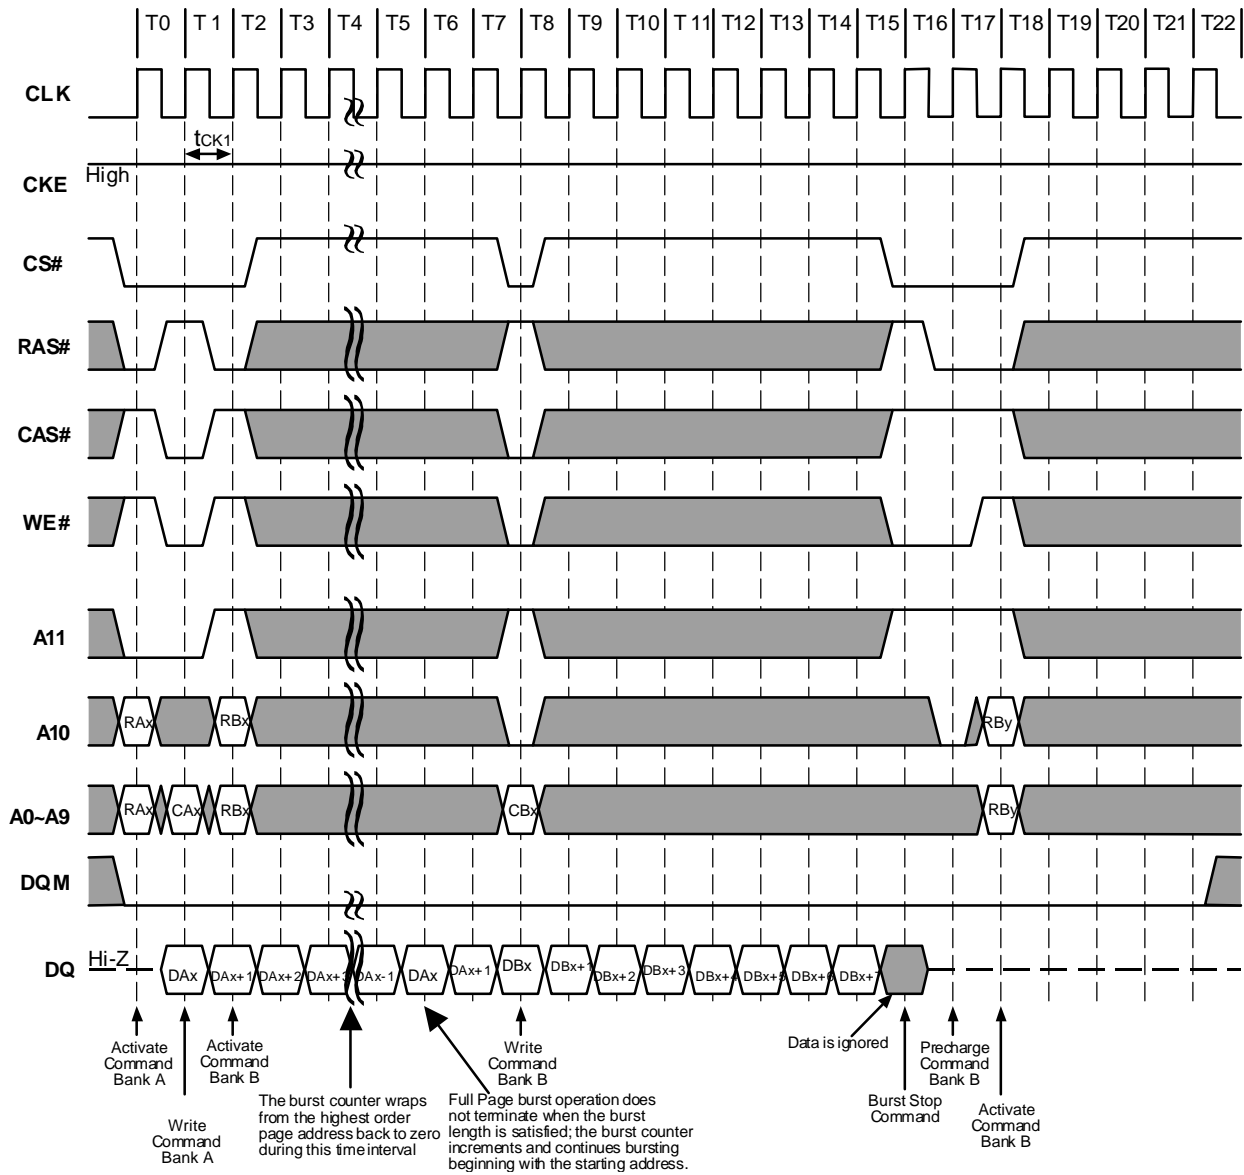 T0 T1 T2 T3 T4 T5 T6 T7 T8 T9 T10 T11 T12 T13 T14 T15 T16 T17 T18 T19 T20 T21 T22
CLK
tCK1
High
CKE
CS#
RAS#
CAS#
WE#
A11
A10
RAx RBx RBy
A0~A9
RAx CAx RBx CBx RBy
DQM
DQ
Hi-Z
DAx DAx+1 DAx+2 DAx+3 DAx-1 DAx DAx+1 DBx DBx+1 DBx+2 DBx+3 DBx+4 DBx+5 DBx+6 DBx+7
Activate
Command
Bank A
Write
Command
Bank A
Activate
Command
Bank B
The burst counter wraps
from the highest order
page address back to zero
during this time interval
Full Page burst operation does
not terminate when the burst
length is satisfied; the burst counter
increments and continues bursting
beginning with the starting address.
Write
Command
Bank B
Data is ignored
Burst Stop
Command
Precharge
Command
Bank B
Activate
Command
Bank B